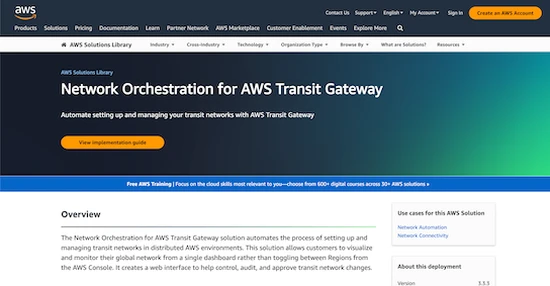 aws
Contact Us Support English My Account Sign In Create an AWS Account
Products Solutions Pricing Documentation Learn Partner Network AWS Marketplace Customer Enablement Events Explore More
AWS Solutions Library Industry Cross-Industry Technology Organization Type Browse By What are Solutions? Resources
AWS Solutions Library
Network Orchestration for AWS Transit Gateway
Automate setting up and managing your transit networks with AWS Transit Gateway
View implementation guide
Free AWS Training | Focus on the cloud skills most relevant to you—choose from 600+ digital courses across 30+ AWS solutions »
Overview
The Network Orchestration for AWS Transit Gateway solution automates the process of setting up and
managing transit networks in distributed AWS environments. This solution allows customers to visualize
and monitor their global network from a single dashboard rather than toggling between Regions from
the AWS Console. It creates a web interface to help control, audit, and approve transit network changes.
Use cases for this AWS Solution
Network Automation
Network Connectivity
About this deployment
Version 3.3.3